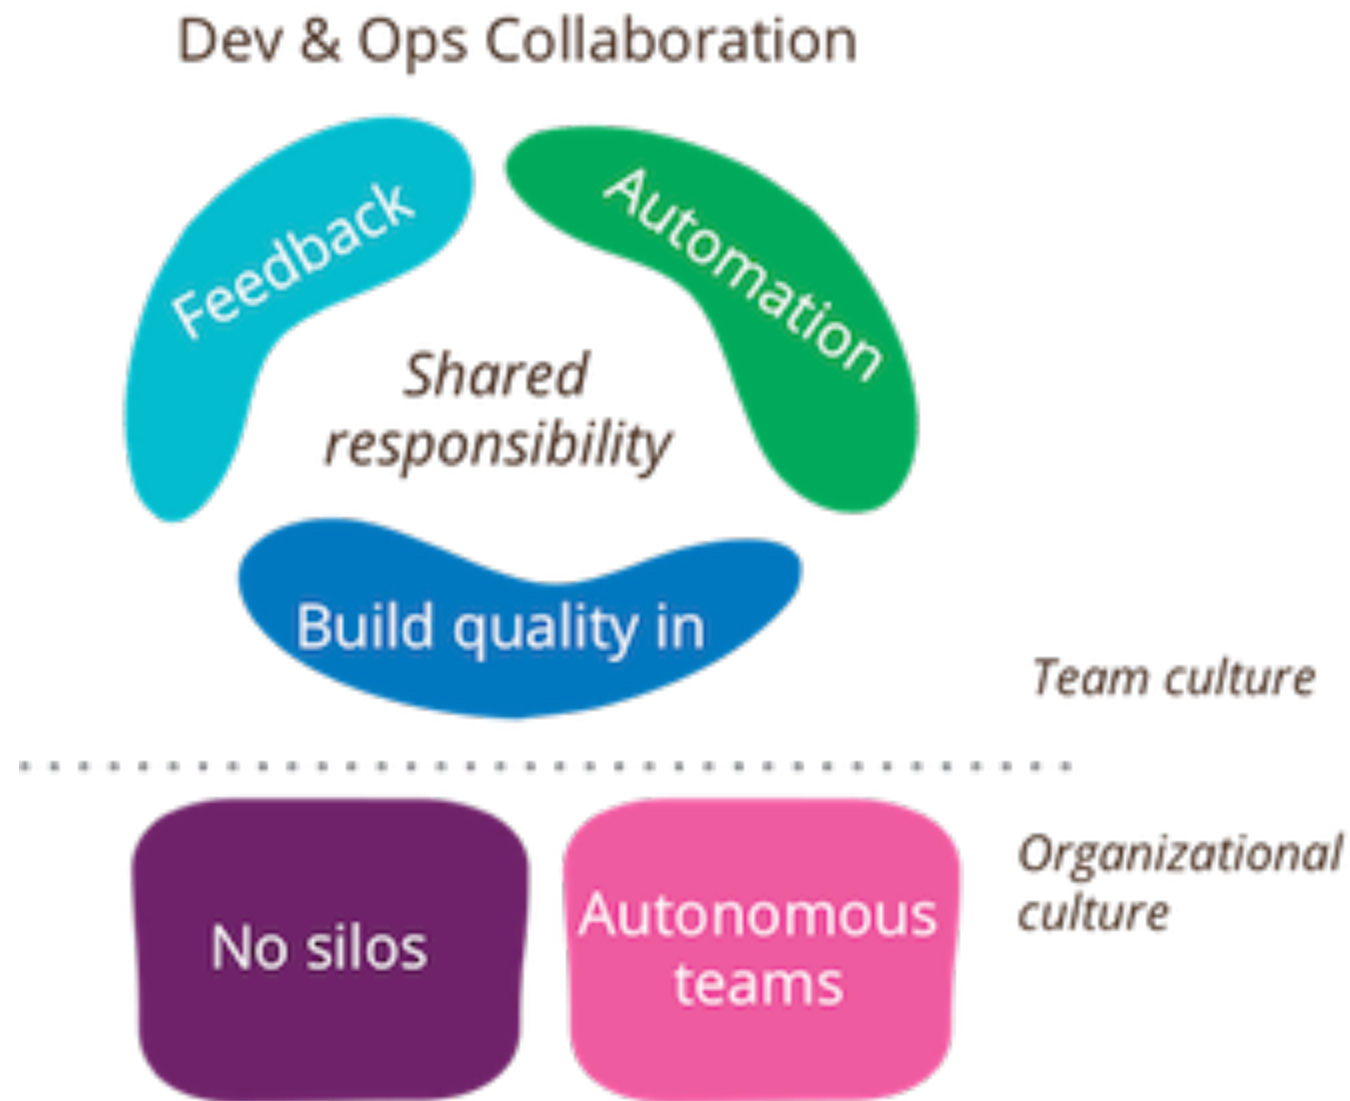 Dev & Ops Collaboration
Feedback
Automation
Shared
responsibility
Build quality in
Team culture
No silos
Autonomous
teams
Organizational
culture